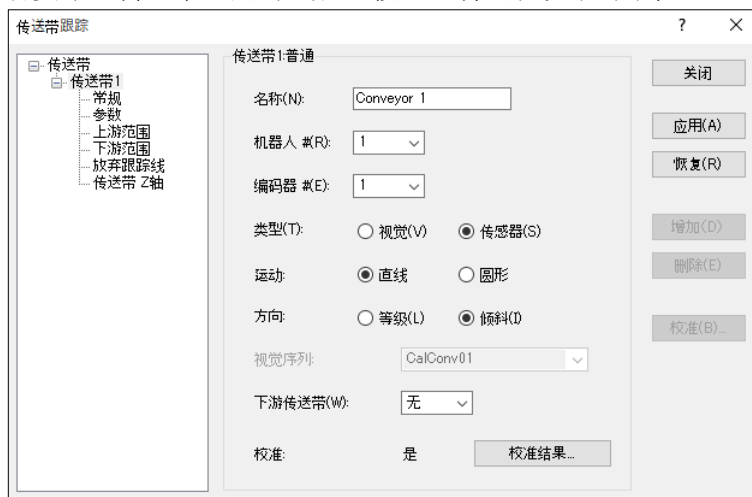 传送带跟踪
? ×
传送带
传送带1
常规
参数
上游范围
下游范围
放弃跟踪线
传送带 Z轴
传送带1:普通
名称(N): Conveyor 1
机器人 #(R): 1
编码器 #(E): 1
类型(T): 视觉(V) 传感器(S)
运动: 直线 圆形
方向: 等级(L) 倾斜(I)
视觉序列: CalConv01
下游传送带(W): 无
校准: 是 校准结果...
关闭
应用(A)
恢复(R)
增加(D)
删除(E)
校准(B)...